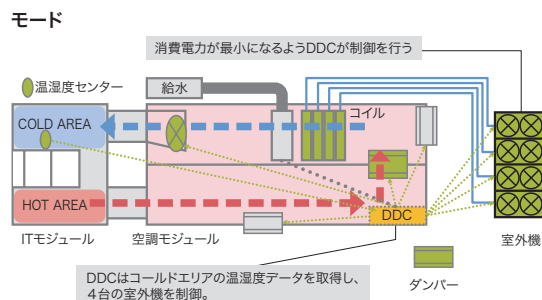 モード
消費電力が最小になるようDDCが制御を行う
温湿度センター
給水
コイル
COLD AREA
HOT AREA
DDC
ITモジュール
空調モジュール
室外機
DDCはコールドエリアの温湿度データを取得し、
4台の室外機を制御。
ダンパー